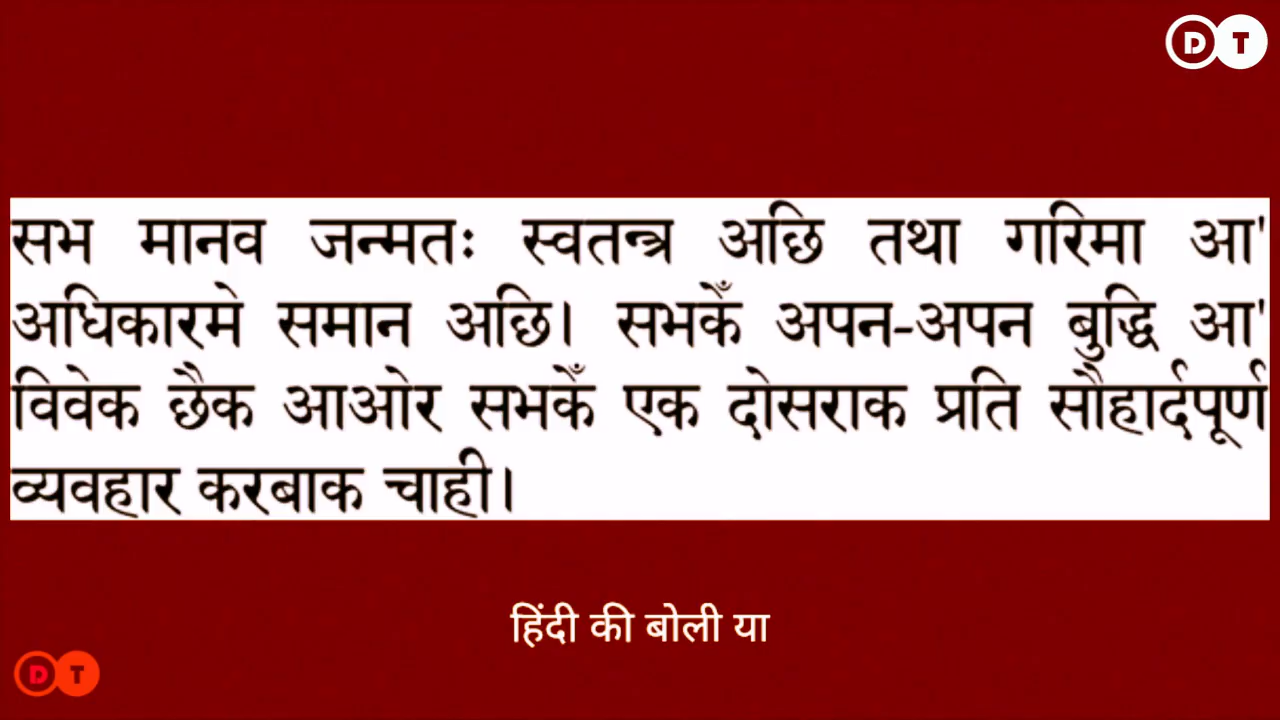 D T
सभ मानव जन्मतः स्वतन्त्र अछि तथा गरिमा आ'
अधिकारमे समान अछि। सभकेँ अपन-अपन बुद्धि आ'
विवेक छैक आओर सभकेँ एक दोसराक प्रति सौहार्दपूर्ण
व्यवहार करबाक चाही।
हिंदी की बोली या
D T